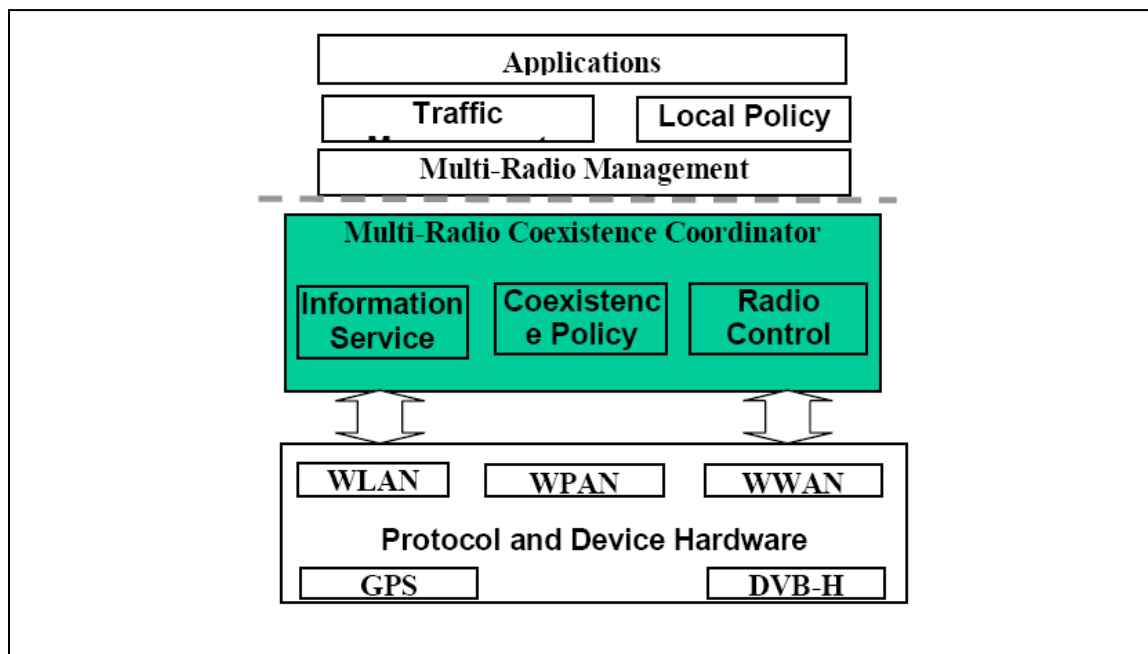 Applications
Traffic
Local Policy
Multi-Radio Management
Multi-Radio Coexistence Coordinator
Information
Service
Coexistenc
e Policy
Radio
Control
WLAN
WPAN
WWAN
Protocol and Device Hardware
GPS
DVB-H